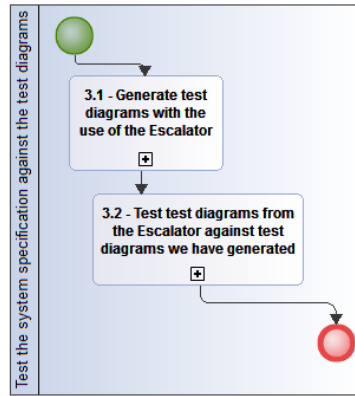 Test the system specification against the test diagrams
3.1 - Generate test
diagrams with the
use of the Escalator
3.2 - Test test diagrams from
the Escalator against test
diagrams we have generated